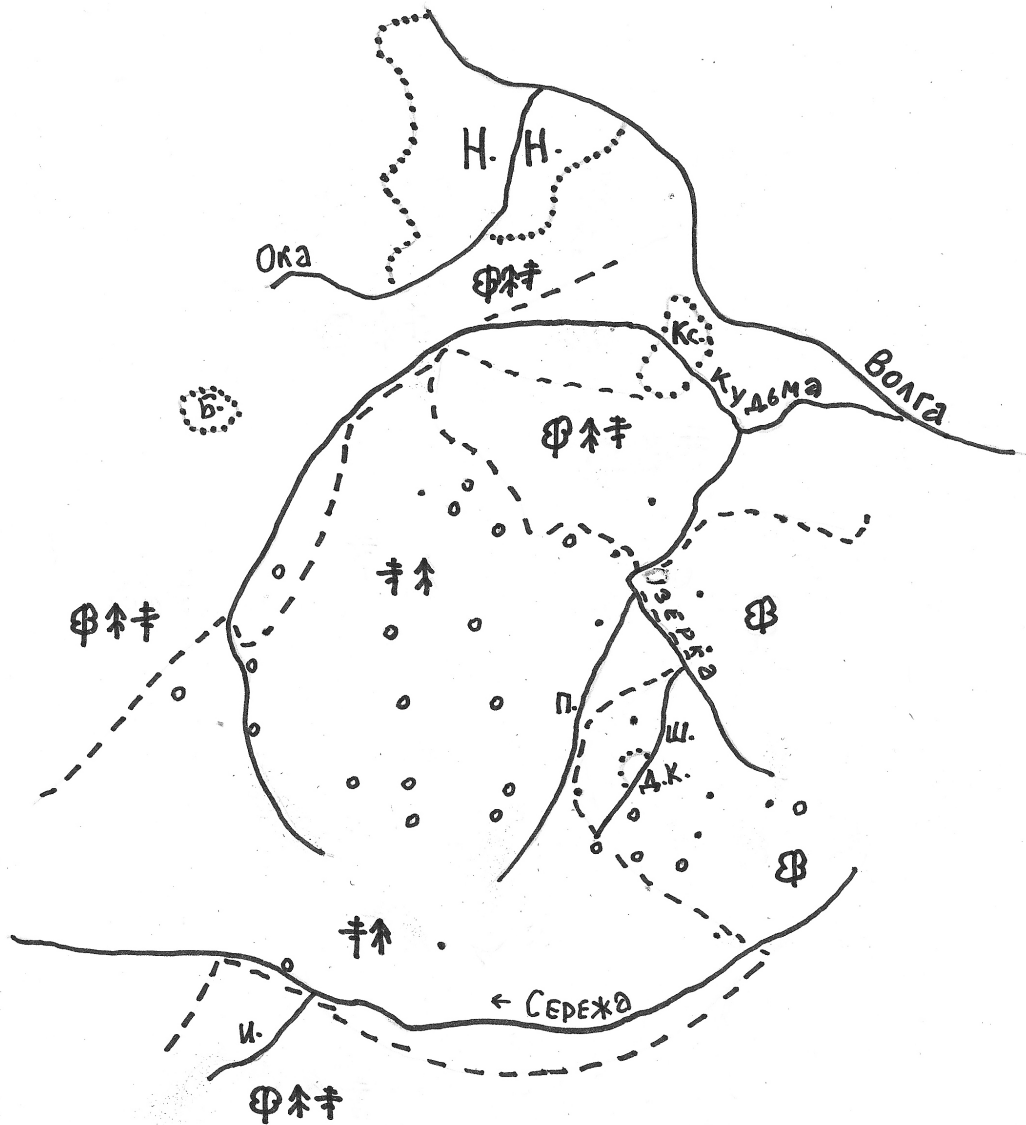 Н. Н.
Ока
Кс.
Кудьма
Волга
Б.
Озерка
П.
Ш.
Д.К.
← Сережа
И.